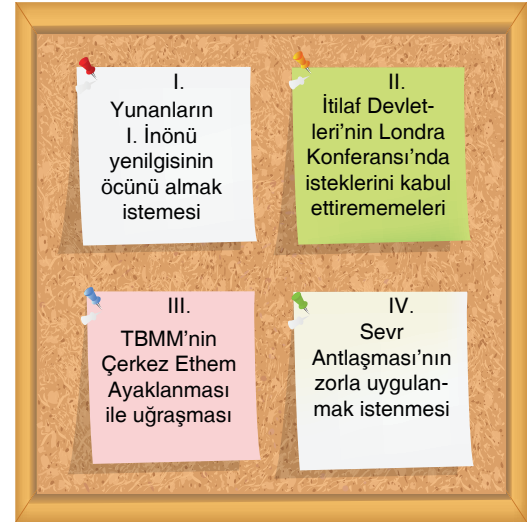 I.
Yunanların
I. İnönü
yenilgisinin
öcünü almak
istemesi
II.
İtilaf Devlet-
leri’nin Londra
Konferansı’nda
isteklerini kabul
ettirememeleri
III.
TBMM’nin
Çerkez Ethem
Ayaklanması
ile uğraşması
IV.
Sevr
Antlaşması’nın
zorla uygulan-
mak istenmesi